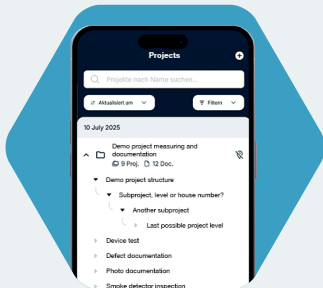 Projects
Projekte nach Name suchen...
Aktualisiert am
Filtern
10 July 2025
Demo project measuring and
documentation
9 Proj. 12 Doc.
Demo project structure
Subproject, level or house number?
Another subproject
Last possible project level
Device test
Defect documentation
Photo documentation
Smoke detector inspection